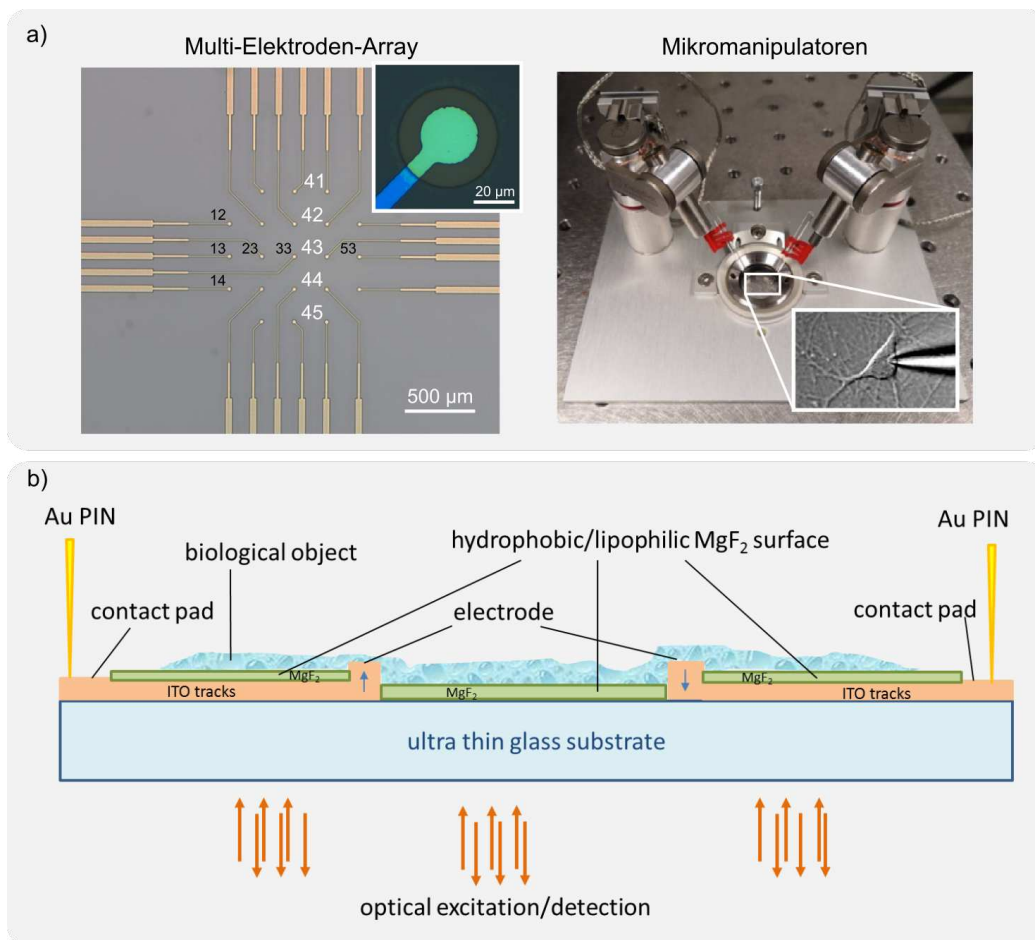 a)
Multi-Elektroden-Array
Mikromanipulatoren
20 µm
41
12
42
13 23 33 43 53
14
44
45
500 µm
b)
Au PIN
Au PIN
biological object
hydrophobic/lipophilic MgF₂ surface
contact pad
electrode
contact pad
MgF₂
MgF₂
MgF₂
ITO tracks
ITO tracks
ultra thin glass substrate
optical excitation/detection